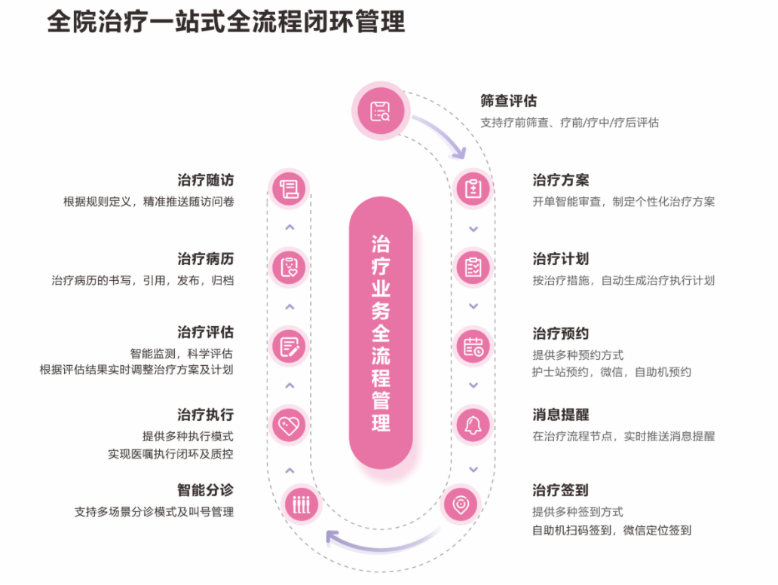 全院治疗一站式全流程闭环管理
筛查评估
支持疗前筛查、疗前/疗中/疗后评估
治疗方案
开单智能审查，制定个性化治疗方案
治疗计划
按治疗措施，自动生成治疗执行计划
治疗预约
提供多种预约方式
护士站预约，微信，自助机预约
消息提醒
在治疗流程节点，实时推送消息提醒
治疗签到
提供多种签到方式
自助机扫码签到，微信定位签到
智能分诊
支持多场景分诊模式及叫号管理
治疗执行
提供多种执行模式
实现医嘱执行闭环及质控
治疗评估
智能监测，科学评估
根据评估结果实时调整治疗方案及计划
治疗病历
治疗病历的书写，引用，发布，归档
治疗随访
根据规则定义，精准推送随访问卷
治疗业务全流程管理